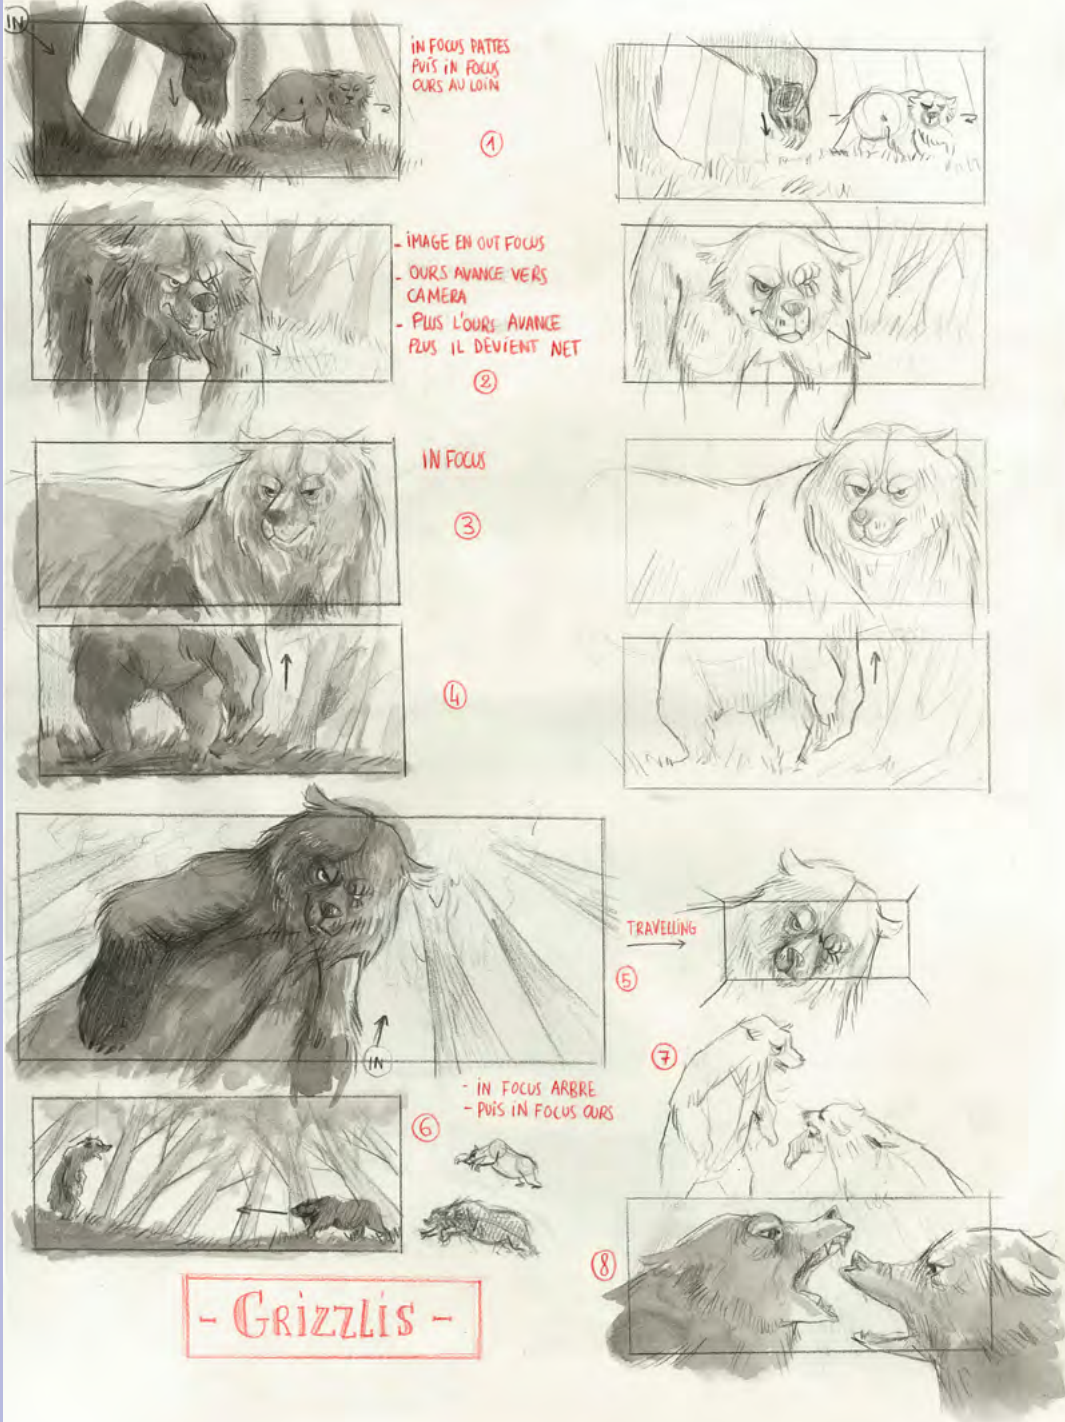 IN
IN FOCUS PATTES
PUIS IN FOCUS
OURS AU LOIN
1
- IMAGE EN OUT FOCUS
- OURS AVANCE VERS
CAMERA
- PLUS L'OURS AVANCE
PLUS IL DEVIENT NET
2
IN FOCUS
3
4
TRAVELLING
5
IN
- IN FOCUS ARBRE
- PUIS IN FOCUS OURS
6
7
8
- GRIZZLIS -